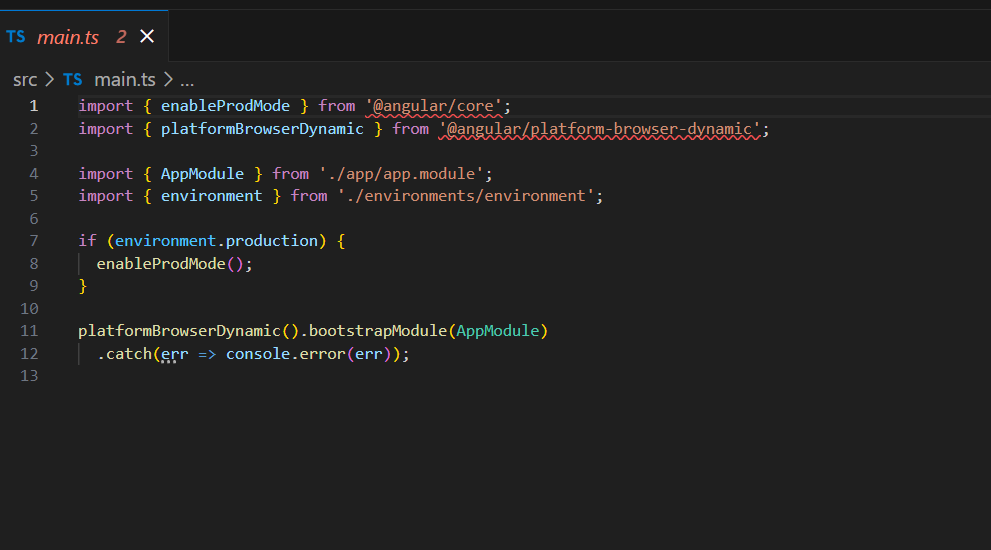 TS main.ts 2 ×
src > TS main.ts > ...
1 import { enableProdMode } from '@angular/core';
2 import { platformBrowserDynamic } from '@angular/platform-browser-dynamic';
3
4 import { AppModule } from './app/app.module';
5 import { environment } from './environments/environment';
6
7 if (environment.production) {
8   enableProdMode();
9 }
10
11 platformBrowserDynamic().bootstrapModule(AppModule)
12   .catch(err => console.error(err));
13